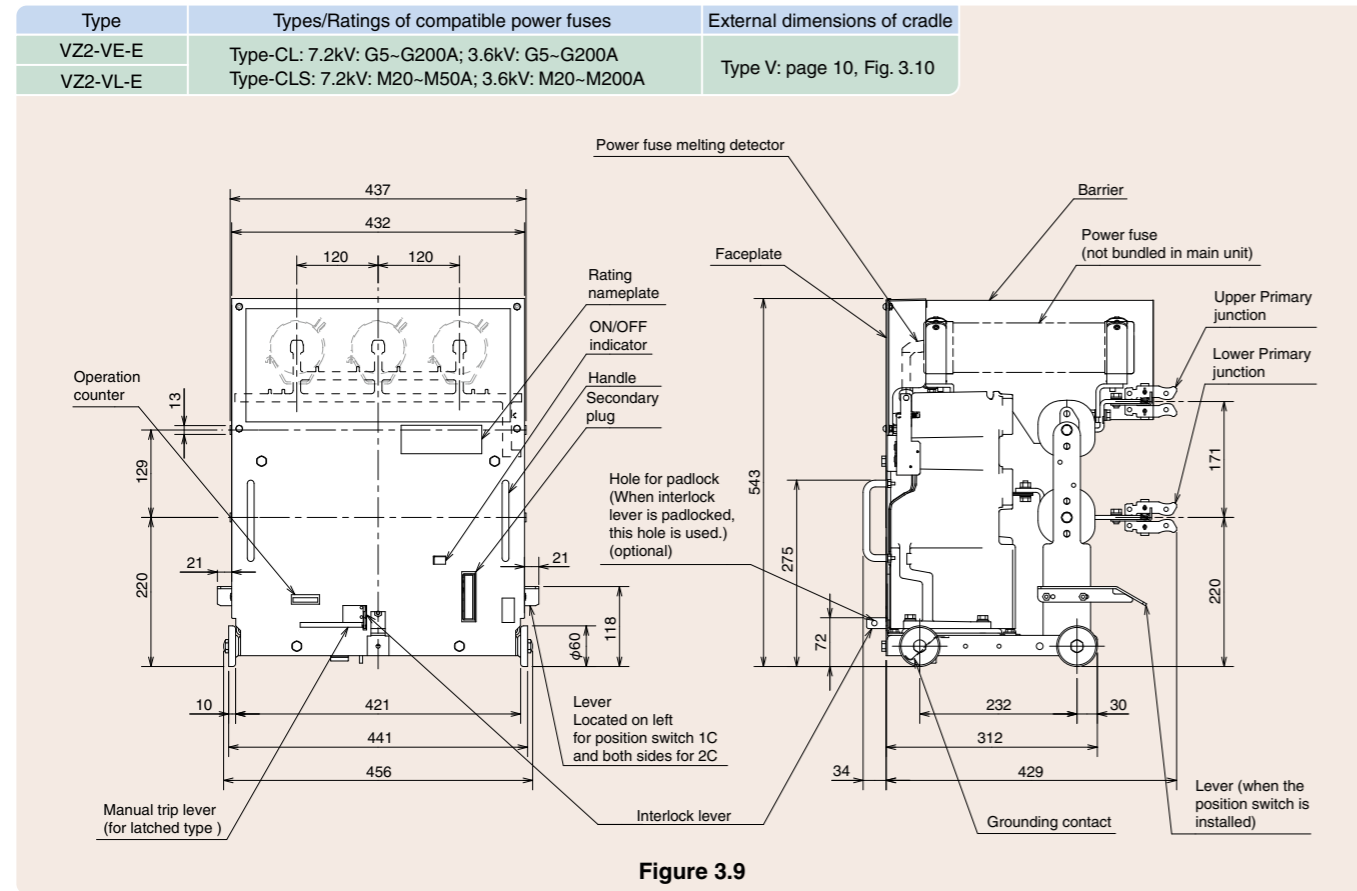 Type Types/Ratings of compatible power fuses External dimensions of cradle
VZ2-VE-E
VZ2-VL-E
Type-CL: 7.2kV: G5~G200A; 3.6kV: G5~G200A
Type-CLS: 7.2kV: M20~M50A; 3.6kV: M20~M200A
Type V: page 10, Fig. 3.10
Power fuse melting detector
437
432
120 120
Rating
nameplate
ON/OFF
indicator
Handle
Secondary
plug
Operation
counter
13
129
220
21
21
118
ϕ60
10
421
441
456
Lever
Located on left
for position switch 1C
and both sides for 2C
Manual trip lever
(for latched type )
Interlock lever
Barrier
Power fuse
(not bundled in main unit)
Faceplate
Upper Primary
junction
Lower Primary
junction
Hole for padlock
(When interlock
lever is padlocked,
this hole is used.)
(optional)
543
275
72
171
220
232
30
312
34
429
Grounding contact
Lever (when the
position switch is
installed)
Figure 3.9